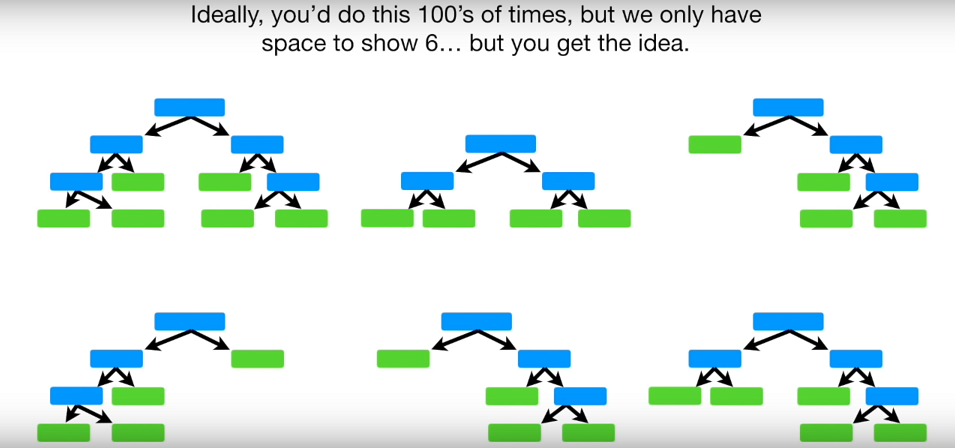 Ideally, you’d do this 100’s of times, but we only have
space to show 6… but you get the idea.